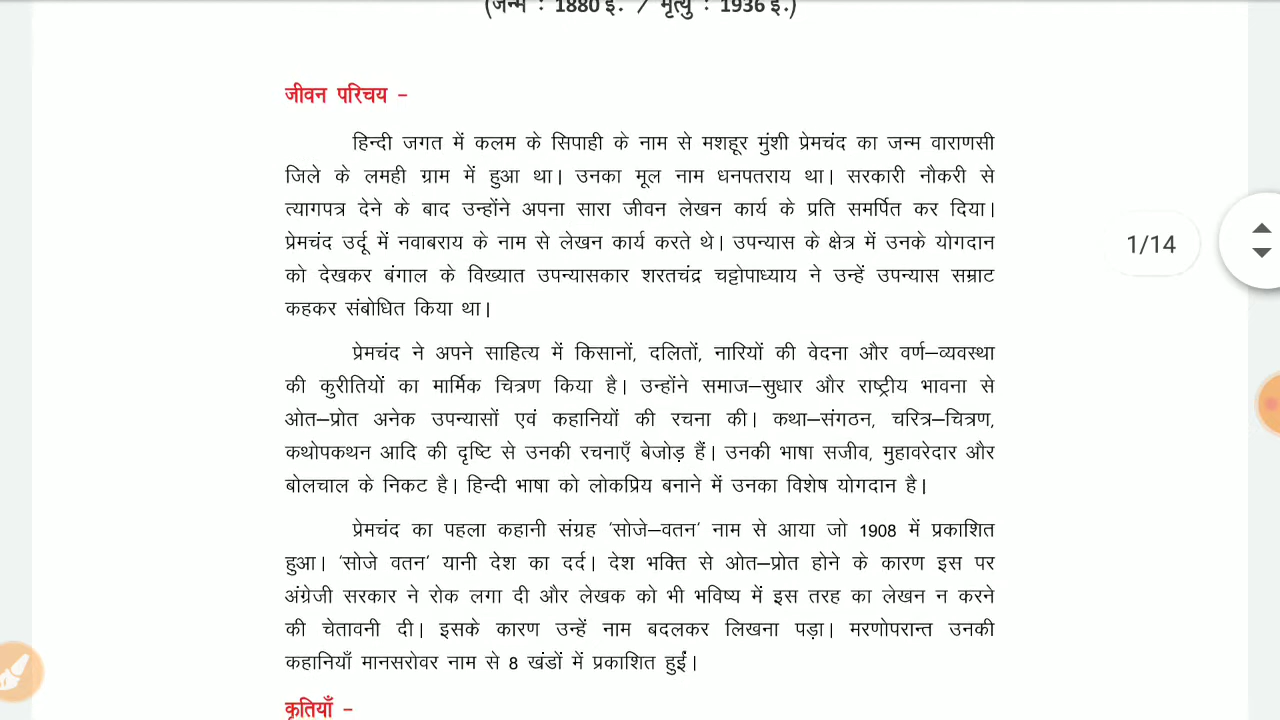 (जन्म : 1880 इ. / मृत्यु : 1936 इ.)
जीवन परिचय –
हिन्दी जगत में कलम के सिपाही के नाम से मशहूर मुंशी प्रेमचंद का जन्म वाराणसी
जिले के लमही ग्राम में हुआ था। उनका मूल नाम धनपतराय था। सरकारी नौकरी से
त्यागपत्र देने के बाद उन्होंने अपना सारा जीवन लेखन कार्य के प्रति समर्पित कर दिया।
प्रेमचंद उर्दू में नवाबराय के नाम से लेखन कार्य करते थे। उपन्यास के क्षेत्र में उनके योगदान
को देखकर बंगाल के विख्यात उपन्यासकार शरतचंद्र चट्टोपाध्याय ने उन्हें उपन्यास सम्राट
कहकर संबोधित किया था।
1/14
प्रेमचंद ने अपने साहित्य में किसानों, दलितों, नारियों की वेदना और वर्ण–व्यवस्था
की कुरीतियों का मार्मिक चित्रण किया है। उन्होंने समाज–सुधार और राष्ट्रीय भावना से
ओत–प्रोत अनेक उपन्यासों एवं कहानियों की रचना की। कथा–संगठन, चरित्र–चित्रण,
कथोपकथन आदि की दृष्टि से उनकी रचनाएँ बेजोड़ हैं। उनकी भाषा सजीव, मुहावरेदार और
बोलचाल के निकट है। हिन्दी भाषा को लोकप्रिय बनाने में उनका विशेष योगदान है।
प्रेमचंद का पहला कहानी संग्रह ‘सोजे–वतन’ नाम से आया जो 1908 में प्रकाशित
हुआ। ‘सोजे वतन’ यानी देश का दर्द। देश भक्ति से ओत–प्रोत होने के कारण इस पर
अंग्रेजी सरकार ने रोक लगा दी और लेखक को भी भविष्य में इस तरह का लेखन न करने
की चेतावनी दी। इसके कारण उन्हें नाम बदलकर लिखना पड़ा। मरणोपरान्त उनकी
कहानियाँ मानसरोवर नाम से 8 खंडों में प्रकाशित हुईं।
कृतियाँ –